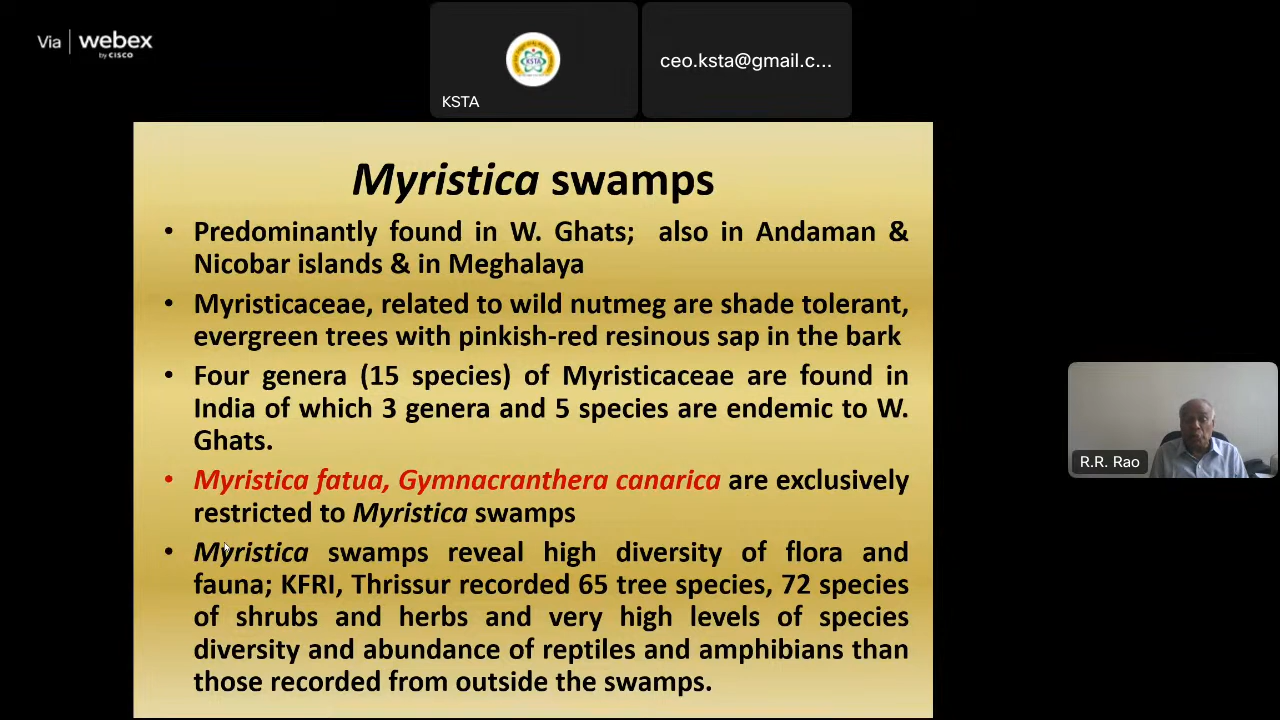 Via webex
by CISCO
KSTA
KSTA
ceo.ksta@gmail.c...
Myristica swamps
• Predominantly found in W. Ghats; also in Andaman &
Nicobar islands & in Meghalaya
• Myristicaceae, related to wild nutmeg are shade tolerant,
evergreen trees with pinkish-red resinous sap in the bark
• Four genera (15 species) of Myristicaceae are found in
India of which 3 genera and 5 species are endemic to W.
Ghats.
• Myristica fatua, Gymnacranthera canarica are exclusively
restricted to Myristica swamps
• Myristica swamps reveal high diversity of flora and
fauna; KFRI, Thrissur recorded 65 tree species, 72 species
of shrubs and herbs and very high levels of species
diversity and abundance of reptiles and amphibians than
those recorded from outside the swamps.
R.R. Rao